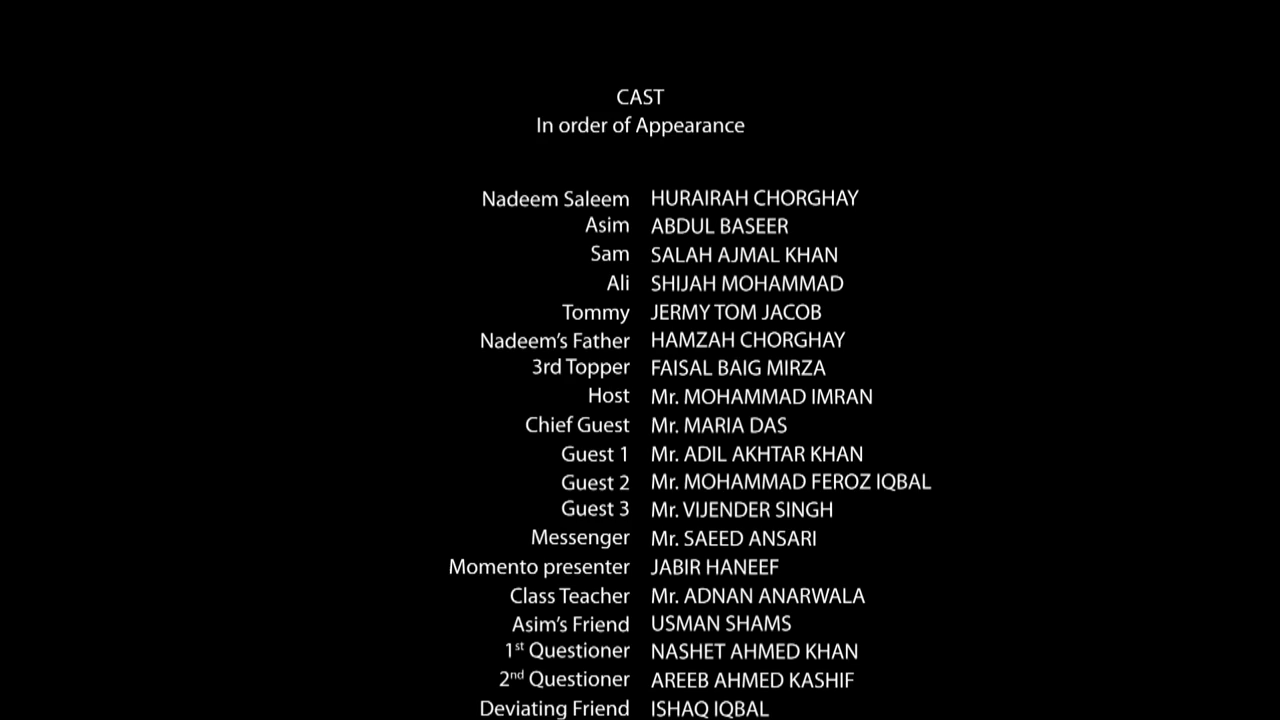 CAST
In order of Appearance
Nadeem Saleem HURAIRAH CHORGHAY
Asim ABDUL BASEER
Sam SALAH AJMAL KHAN
Ali SHIJAH MOHAMMAD
Tommy JERMY TOM JACOB
Nadeem's Father HAMZAH CHORGHAY
3rd Topper FAISAL BAIG MIRZA
Host Mr. MOHAMMAD IMRAN
Chief Guest Mr. MARIA DAS
Guest 1 Mr. ADIL AKHTAR KHAN
Guest 2 Mr. MOHAMMAD FEROZ IQBAL
Guest 3 Mr. VIJENDER SINGH
Messenger Mr. SAEED ANSARI
Momento presenter JABIR HANEEF
Class Teacher Mr. ADNAN ANARWALA
Asim's Friend USMAN SHAMS
1st Questioner NASHET AHMED KHAN
2nd Questioner AREEB AHMED KASHIF
Deviating Friend ISHAQ IQBAL